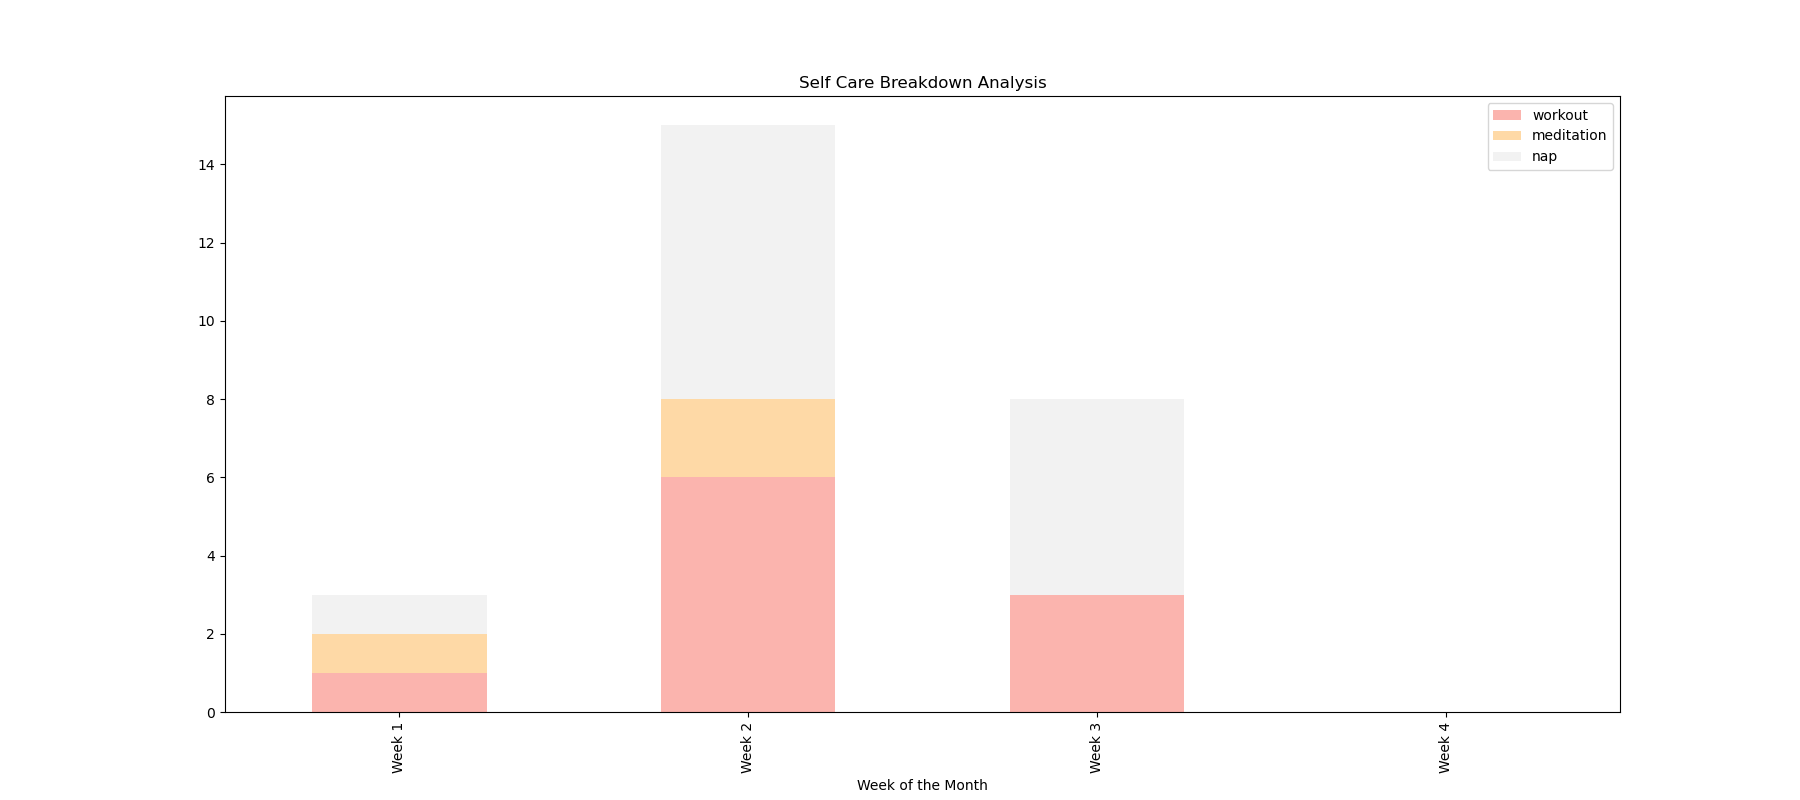 Self Care Breakdown Analysis
workout
meditation
nap
14
12
10
8
6
4
2
0
Week 1
Week 2
Week 3
Week 4
Week of the Month